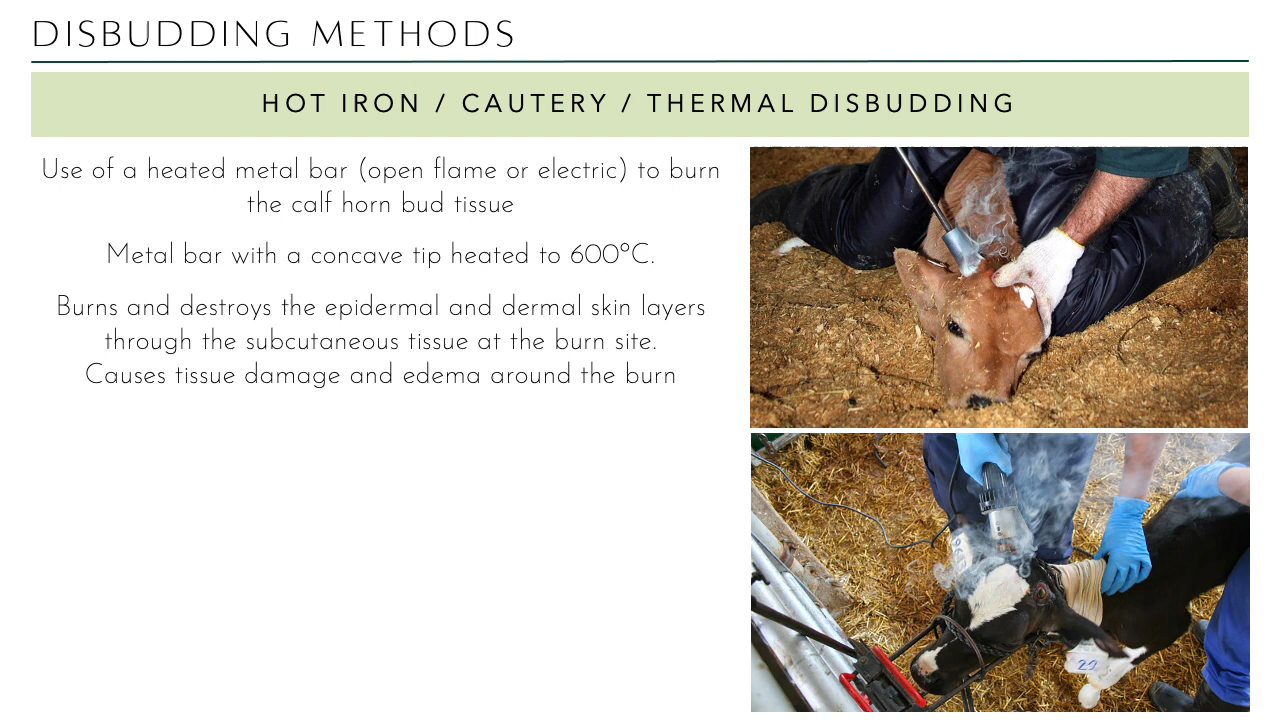 DISBUDDING METHODS
HOT IRON / CAUTERY / THERMAL DISBUDDING
Use of a heated metal bar (open flame or electric) to burn
the calf horn bud tissue
Metal bar with a concave tip heated to 600°C.
Burns and destroys the epidermal and dermal skin layers
through the subcutaneous tissue at the burn site.
Causes tissue damage and edema around the burn
22